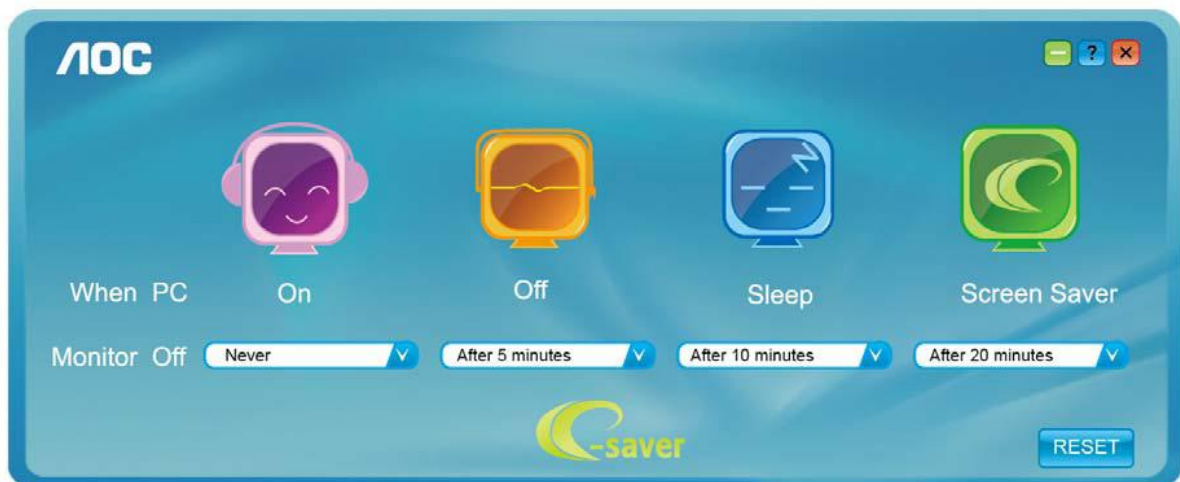 AOC
?
When PC On Off Sleep Screen Saver
Monitor Off Never After 5 minutes After 10 minutes After 20 minutes
e-saver
RESET